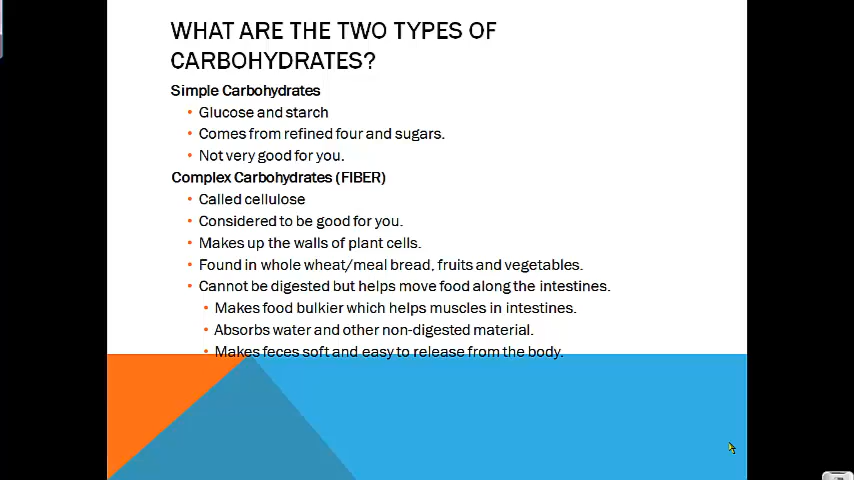 WHAT ARE THE TWO TYPES OF
CARBOHYDRATES?
Simple Carbohydrates
• Glucose and starch
• Comes from refined four and sugars.
• Not very good for you.
Complex Carbohydrates (FIBER)
• Called cellulose
• Considered to be good for you.
• Makes up the walls of plant cells.
• Found in whole wheat/meal bread, fruits and vegetables.
• Cannot be digested but helps move food along the intestines.
• Makes food bulkier which helps muscles in intestines.
• Absorbs water and other non-digested material.
• Makes feces soft and easy to release from the body.